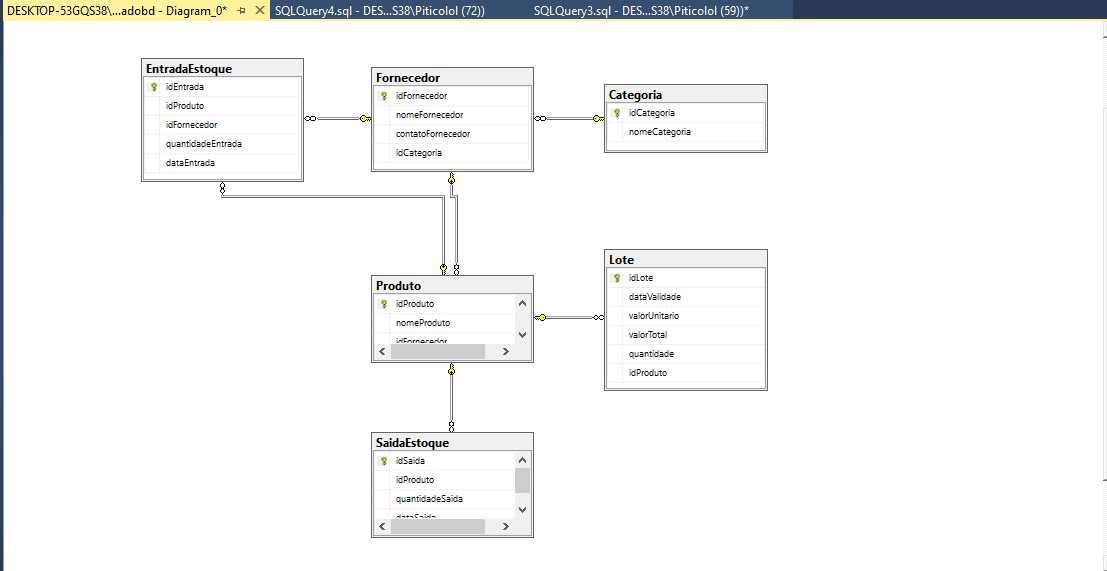 DESKTOP-53GQS38\...adobd - Diagram_0*
SQLQuery4.sql - DES...S38\Piticolol (72))
SQLQuery3.sql - DES...S38\Piticolol (59))*
EntradaEstoque
idEntrada
idProduto
idFornecedor
quantidadeEntrada
dataEntrada
Fornecedor
idFornecedor
nomeFornecedor
contatoFornecedor
idCategoria
Categoria
idCategoria
nomeCategoria
Produto
idProduto
nomeProduto
idFornecedor
Lote
idLote
dataValidade
valorUnitario
valorTotal
quantidade
idProduto
SaidaEstoque
idSaida
idProduto
quantidadeSaida
dataSaida